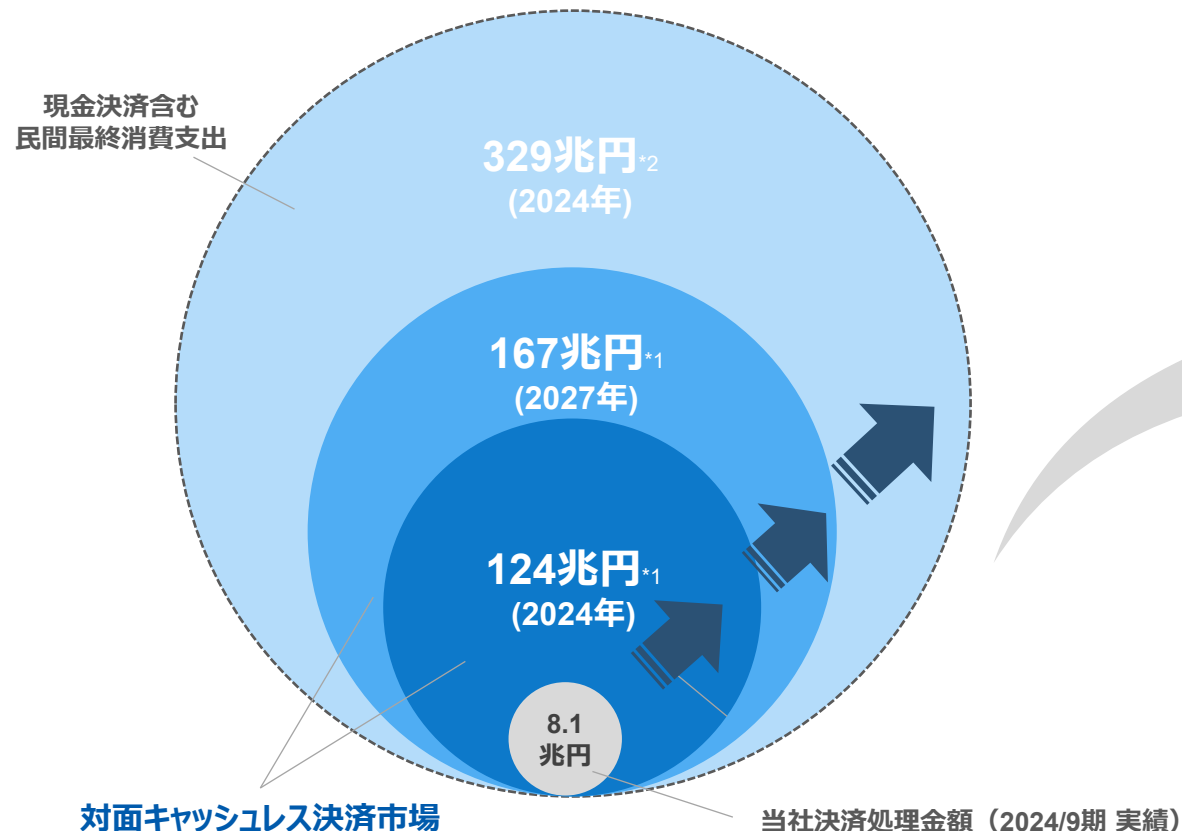 現金決済含む
民間最終消費支出
329兆円*2
(2024年)
167兆円*1
(2027年)
124兆円*1
(2024年)
8.1
兆円
対面キャッシュレス決済市場
当社決済処理金額（2024/9期 実績）